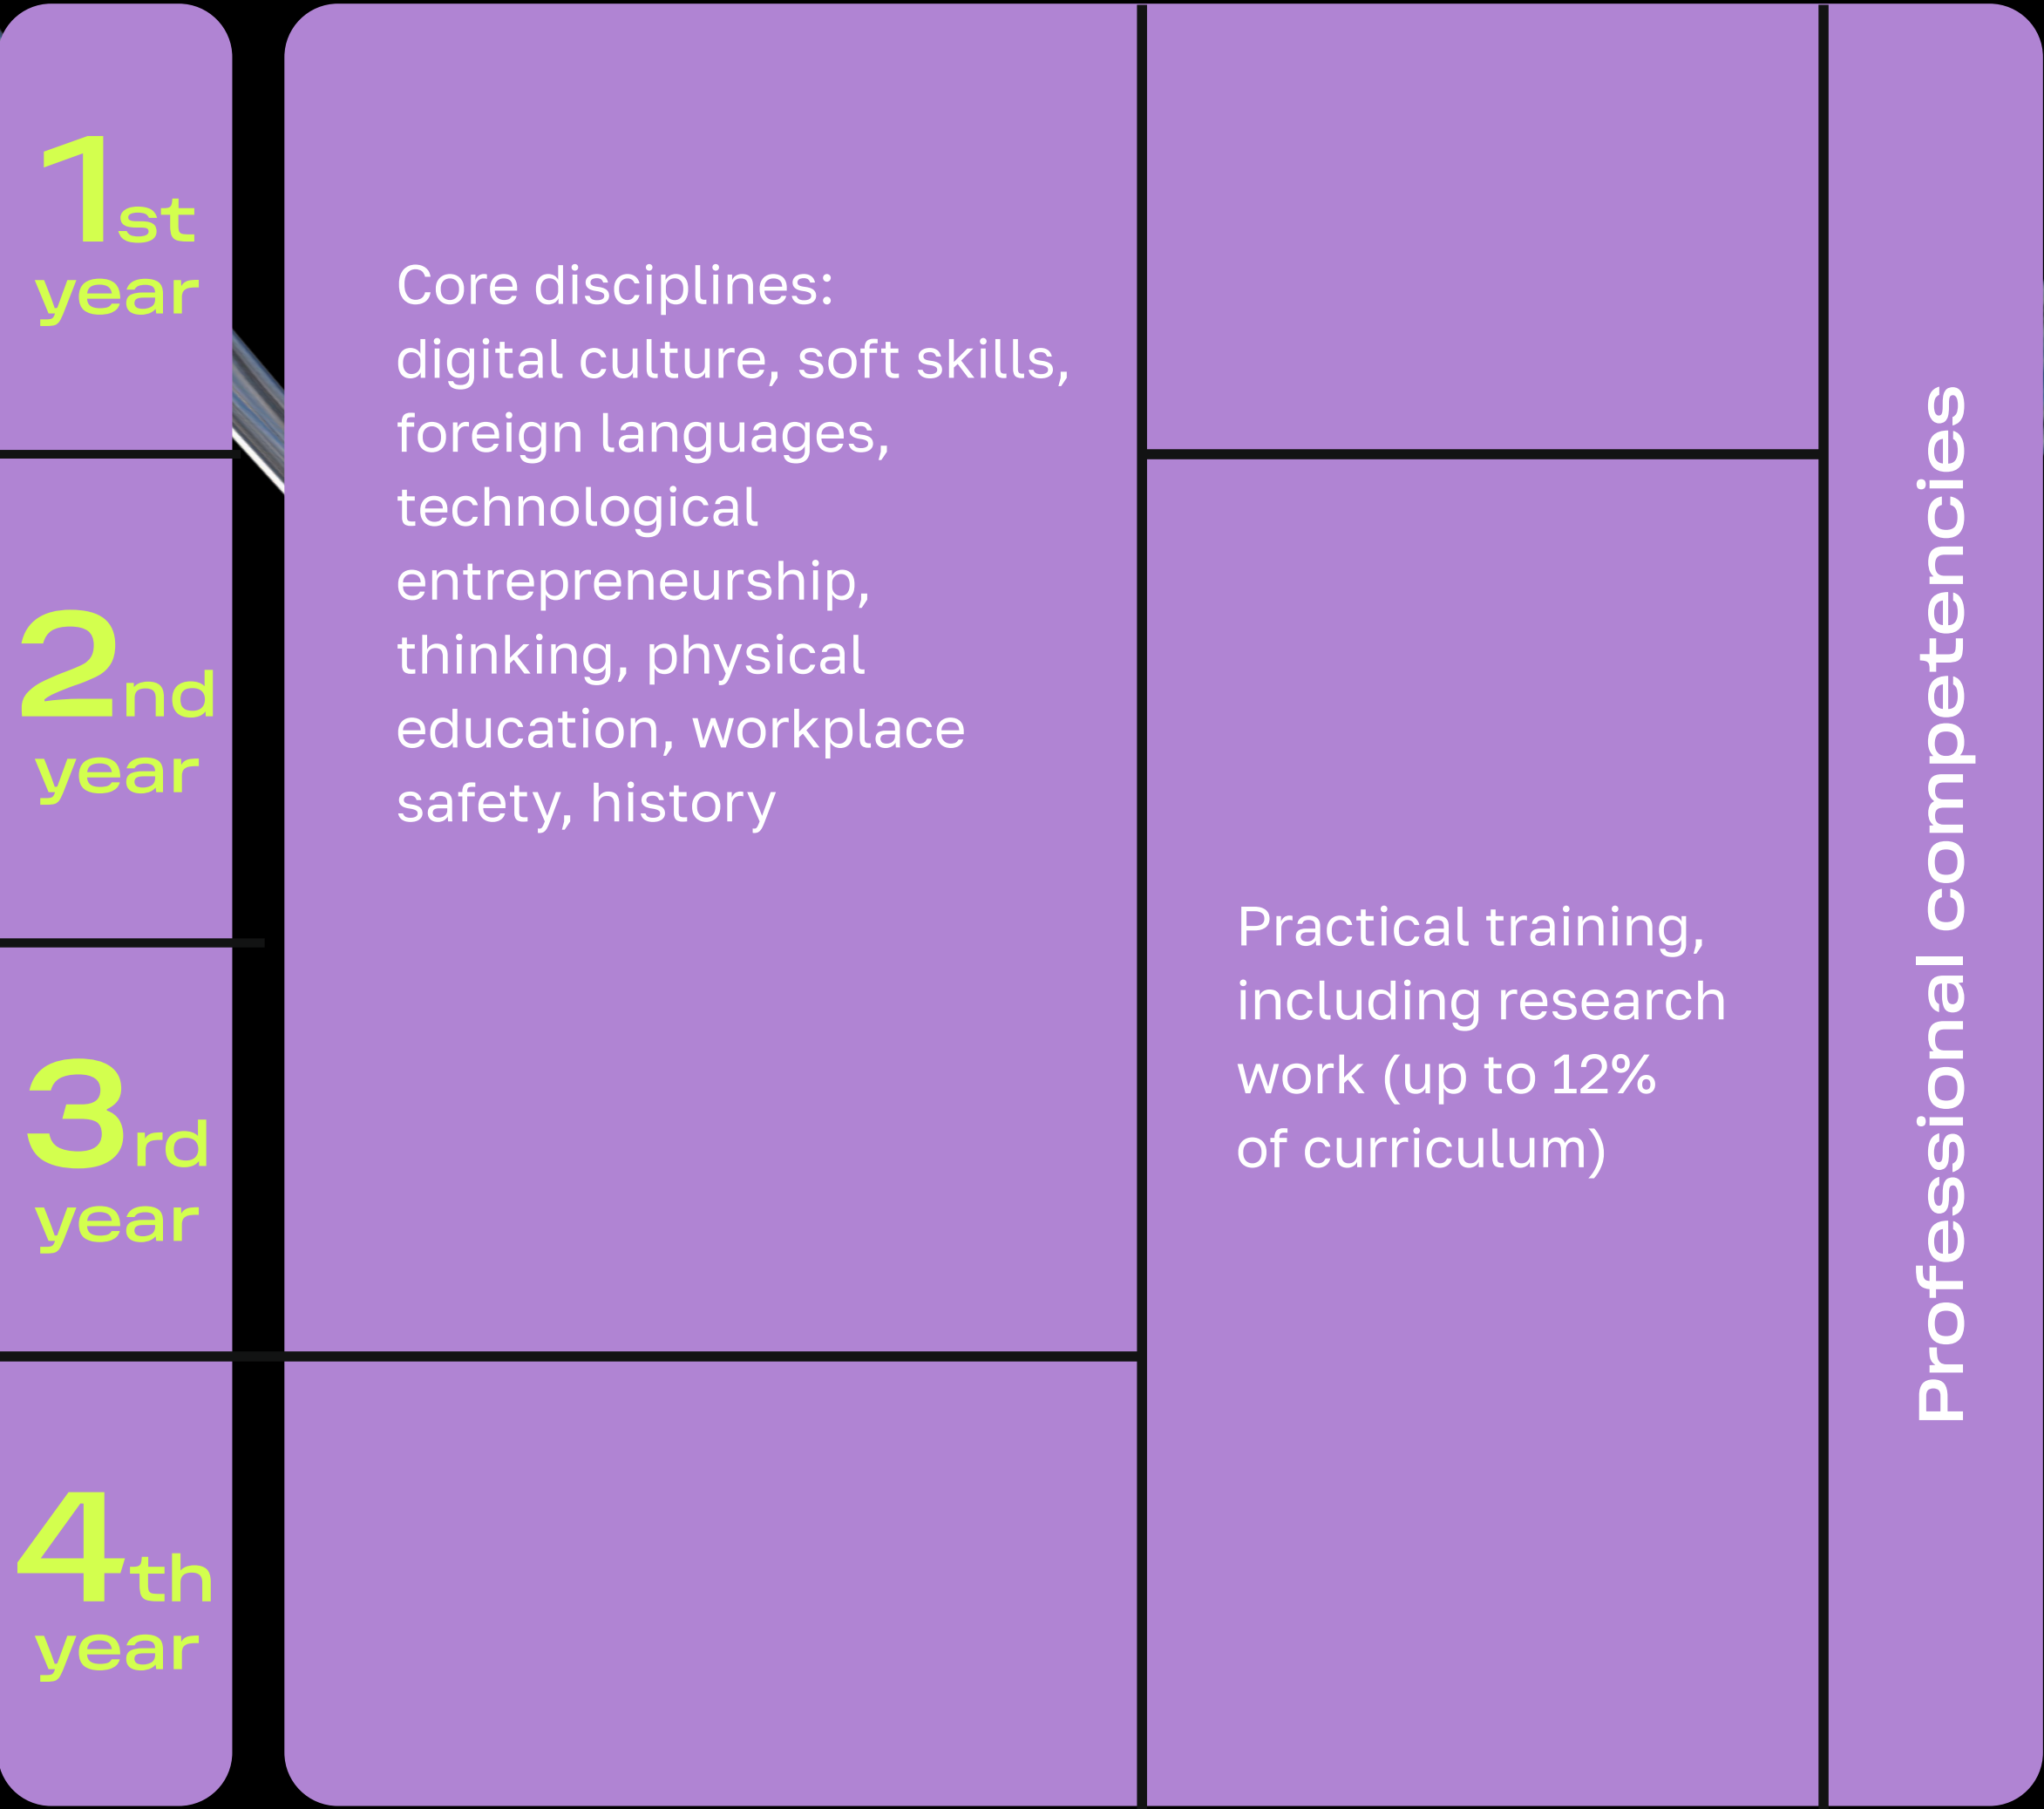 1st
year
2nd
year
3rd
year
4th
year
Core disciplines:
digital culture, soft skills,
foreign languages,
technological
entrepreneurship,
thinking, physical
education, workplace
safety, history
Practical training,
including research
work (up to 12%
of curriculum)
Professional competencies